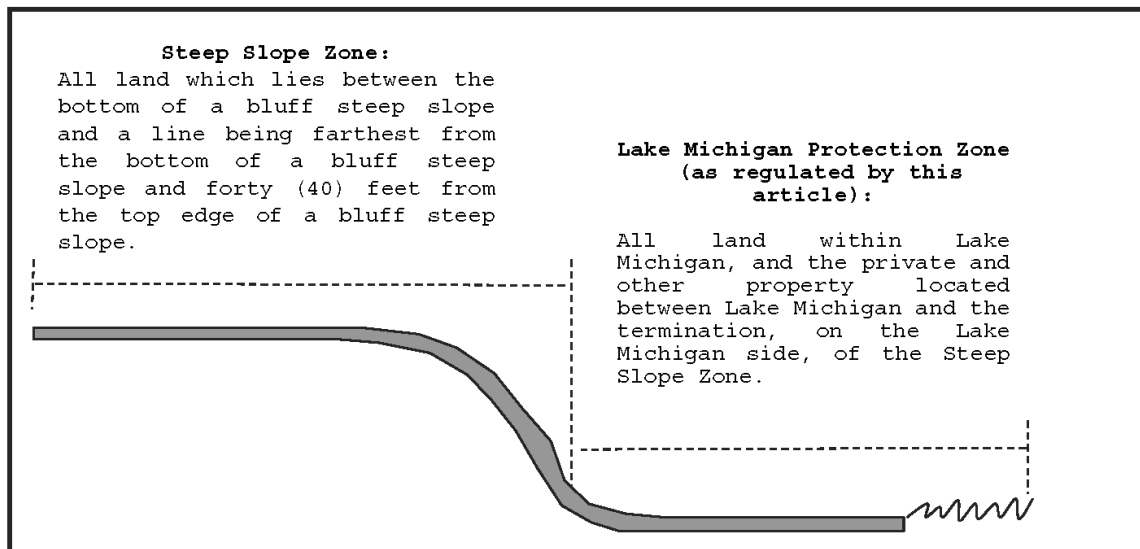 Steep Slope Zone:
All land which lies between the
bottom of a bluff steep slope
and a line being farthest from
the bottom of a bluff steep
slope and forty (40) feet from
the top edge of a bluff steep
slope.
Lake Michigan Protection Zone
(as regulated by this
article):
All land within Lake
Michigan, and the private and
other property located
between Lake Michigan and the
termination, on the Lake
Michigan side, of the Steep
Slope Zone.